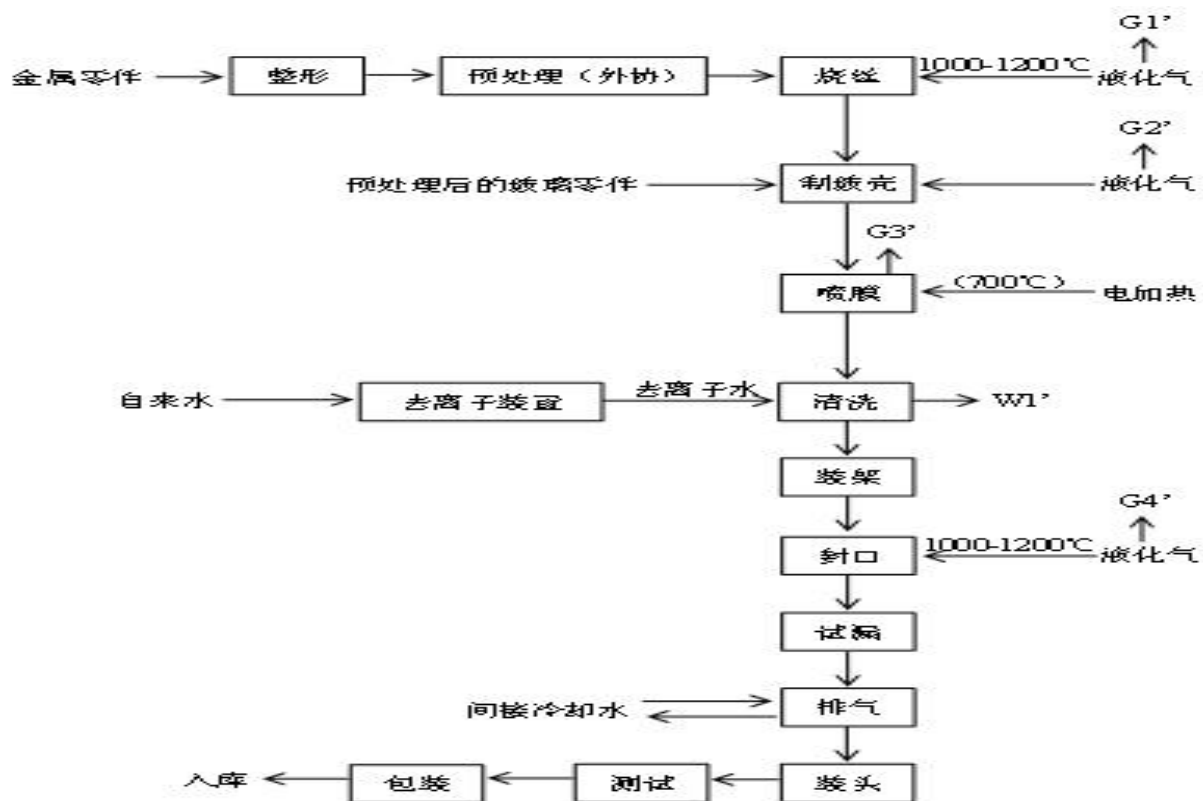 G1’
金属零件 整形 预处理（外协） 烧结 1000-1200℃ 液化气
G2’
预处理后的玻璃零件 制玻壳 液化气
G3’
喷膜 (700℃) 电加热
自来水 去离子装置 去离子水 清洗 W1’
装架
G4’
封口 1000-1200℃ 液化气
试漏
间接冷却水 排气
入库 包装 测试 装头